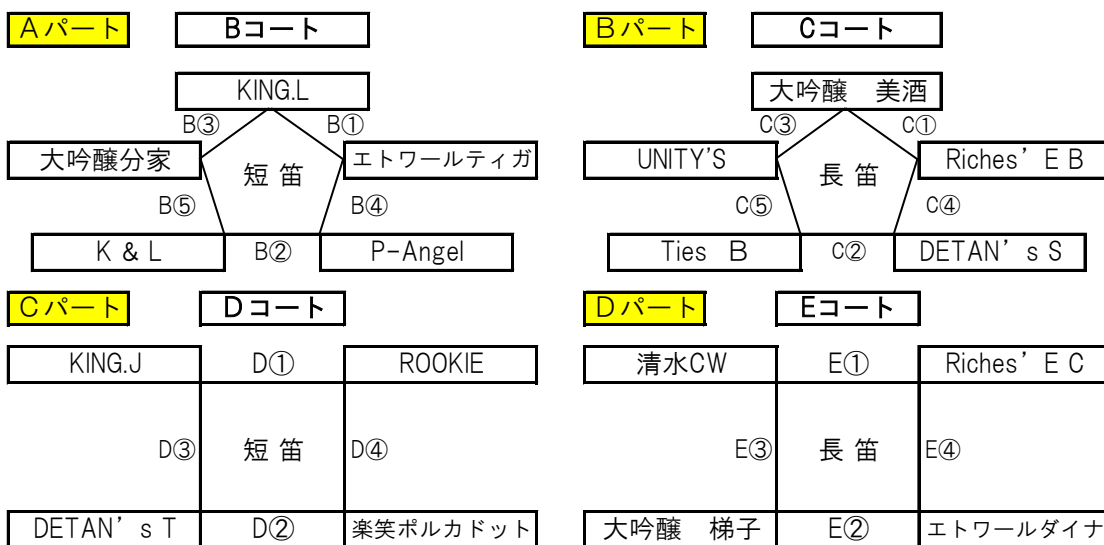 Aパート Bコート
KING.L
B③ B①
大吟醸分家 短 笛 エトワールティガ
B⑤ B④
K & L B② P-Angel
Bパート Cコート
大吟醸　美酒
C③ C①
UNITY'S 長 笛 Riches’ E B
C⑤ C④
Ties B C② DETAN’ s S
Cパート Dコート
KING.J D① ROOKIE
D③ 短 笛 D④
DETAN’ s T D② 楽笑ポルカドット
Dパート Eコート
清水CW E① Riches’ E C
E③ 長 笛 E④
大吟醸　梯子 E② エトワールダイナ